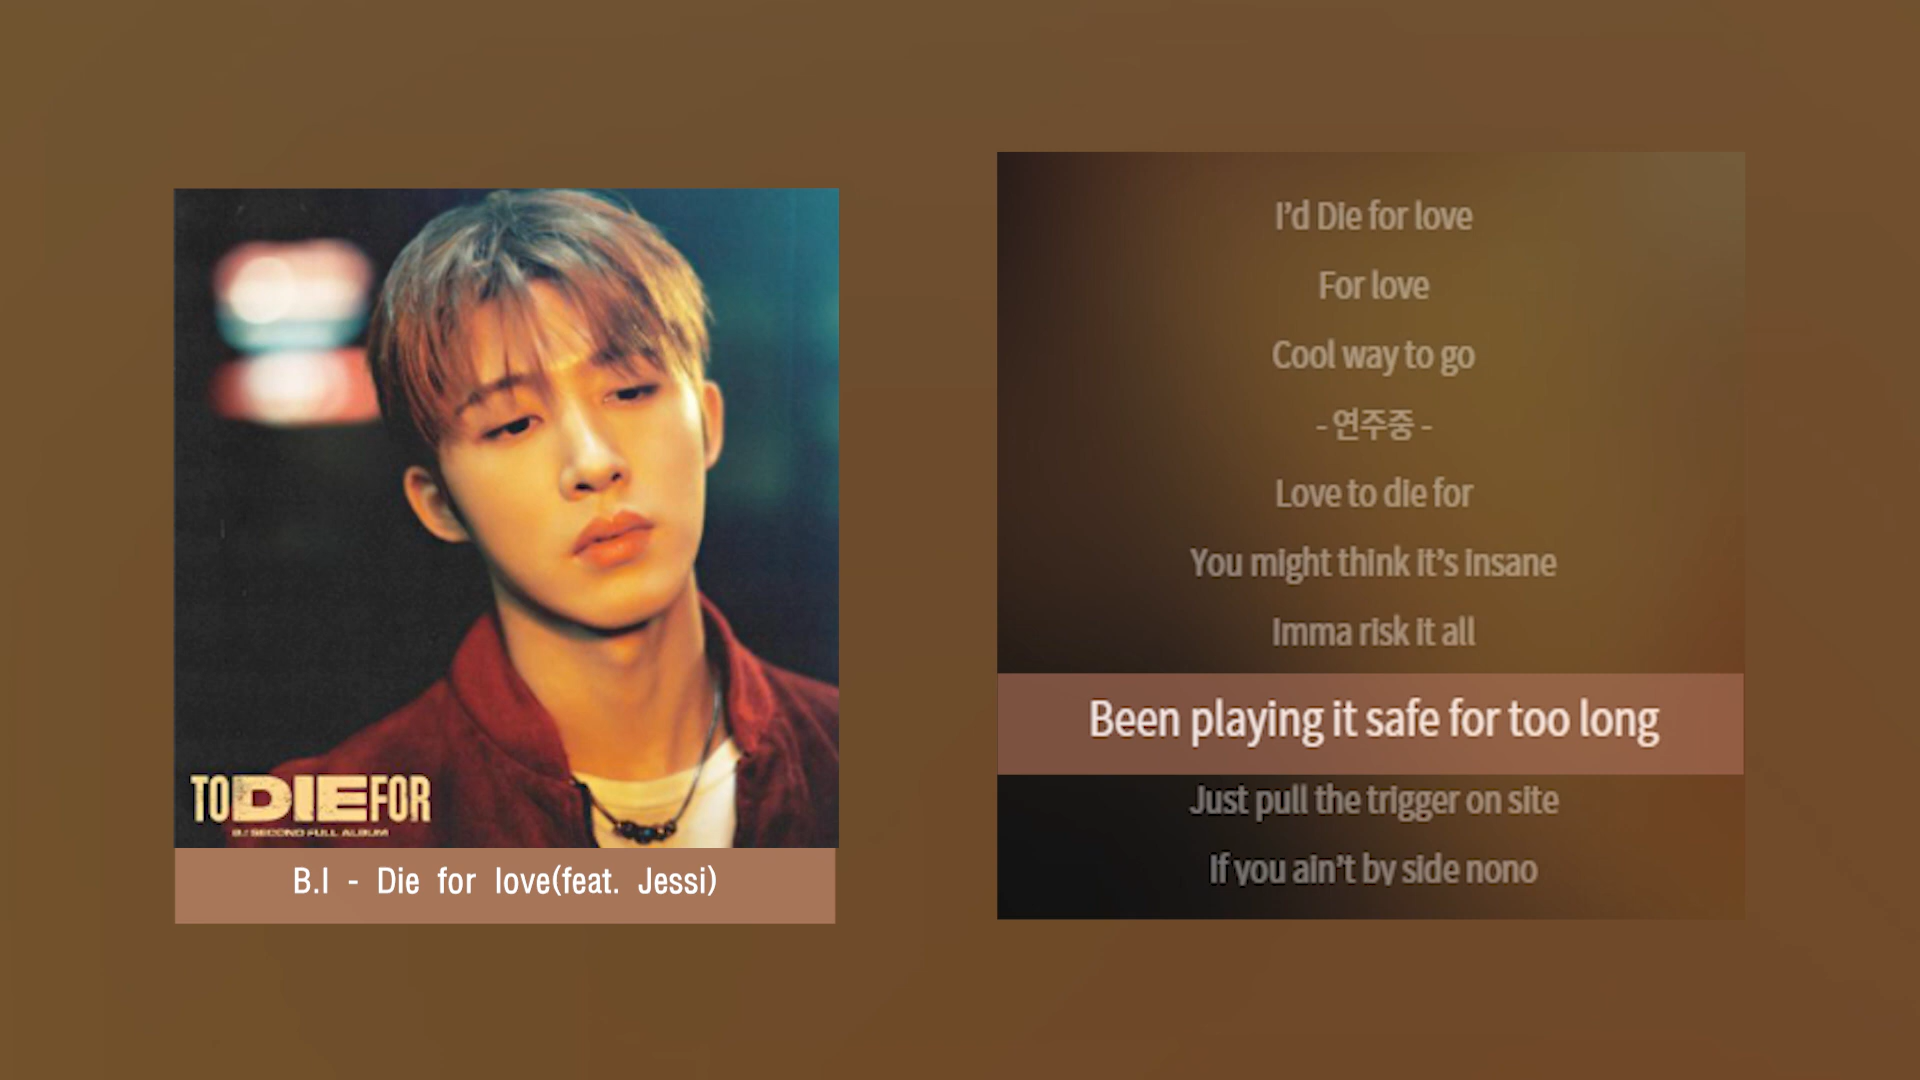 TO DIE FOR
B.I SECOND FULL ALBUM
B.I - Die for love(feat. Jessi)
I'd Die for love
For love
Cool way to go
- 연주중 -
Love to die for
You might think it's insane
Imma risk it all
Been playing it safe for too long
Just pull the trigger on site
If you ain't by side nono